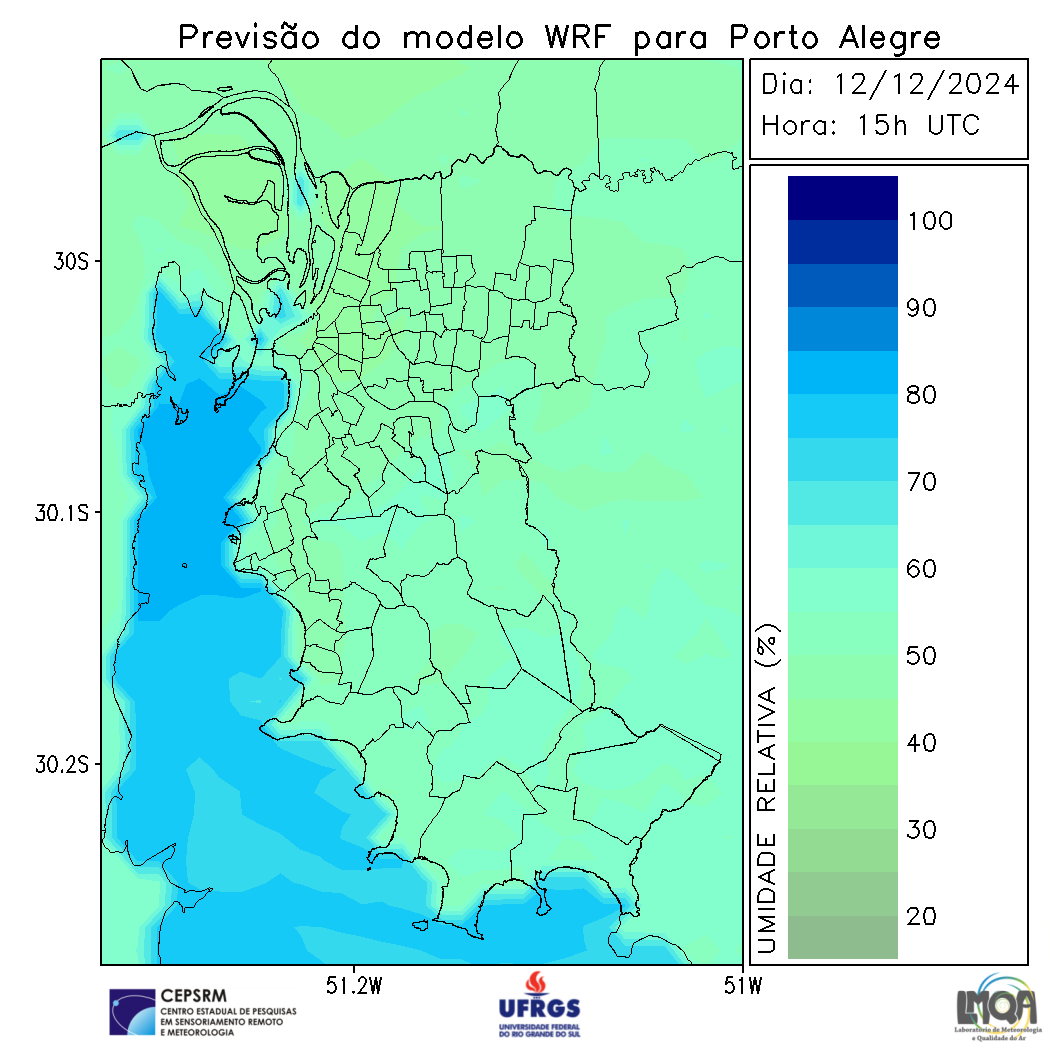 Previsão do modelo WRF para Porto Alegre
Dia: 12/12/2024
Hora: 15h UTC
30S
30.1S
30.2S
51.2W
51W
100
90
80
70
60
50
40
30
20
UMIDADE RELATIVA (%)
CEPSRM
CENTRO ESTADUAL DE PESQUISAS
EM SENSORIAMENTO REMOTO
E METEOROLOGIA
UFRGS
UNIVERSIDADE FEDERAL
DO RIO GRANDE DO SUL
LMQA
Laboratório de Meteorologia
e Qualidade do Ar